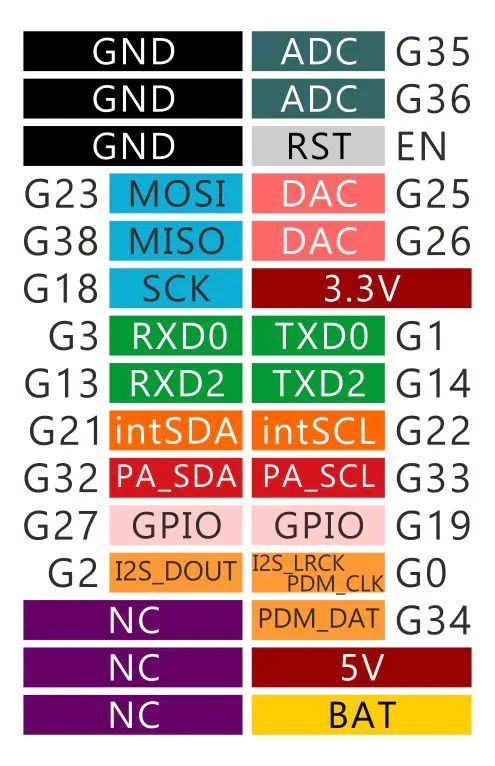 GND ADC G35
GND ADC G36
GND RST EN
G23 MOSI DAC G25
G38 MISO DAC G26
G18 SCK 3.3V
G3 RXD0 TXD0 G1
G13 RXD2 TXD2 G14
G21 intSDA intSCL G22
G32 PA_SDA PA_SCL G33
G27 GPIO GPIO G19
G2 I2S_DOUT I2S_LRCK PDM_CLK G0
NC PDM_DAT G34
NC 5V
NC BAT